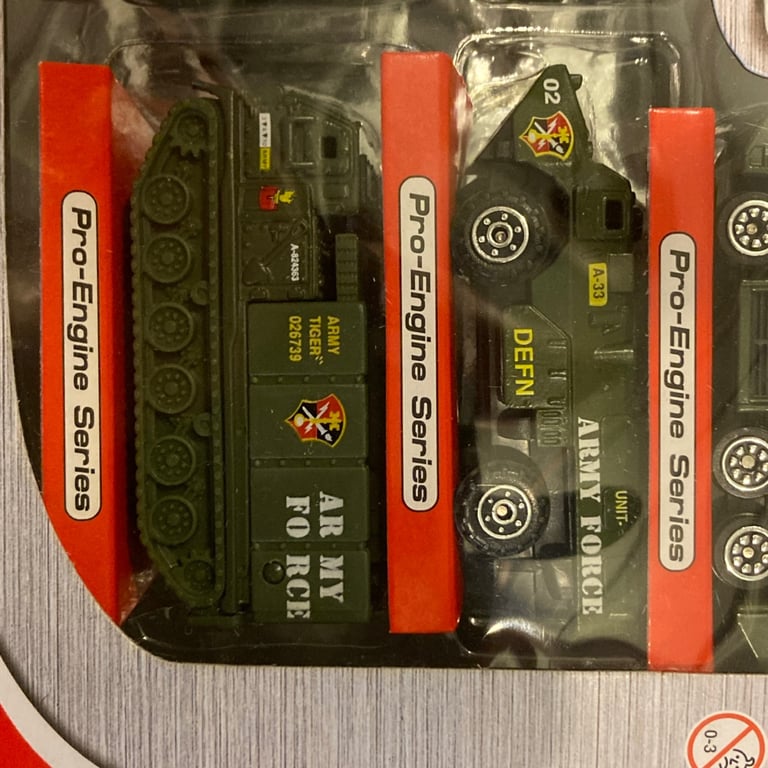 Pro-Engine Series
A-824363
ARMY
TIGER"
026739
AR MY
FO RCE
Pro-Engine Series
02
A-33
DEFN
UNIT-
ARMY FORCE
Pro-Engine Series
0-3